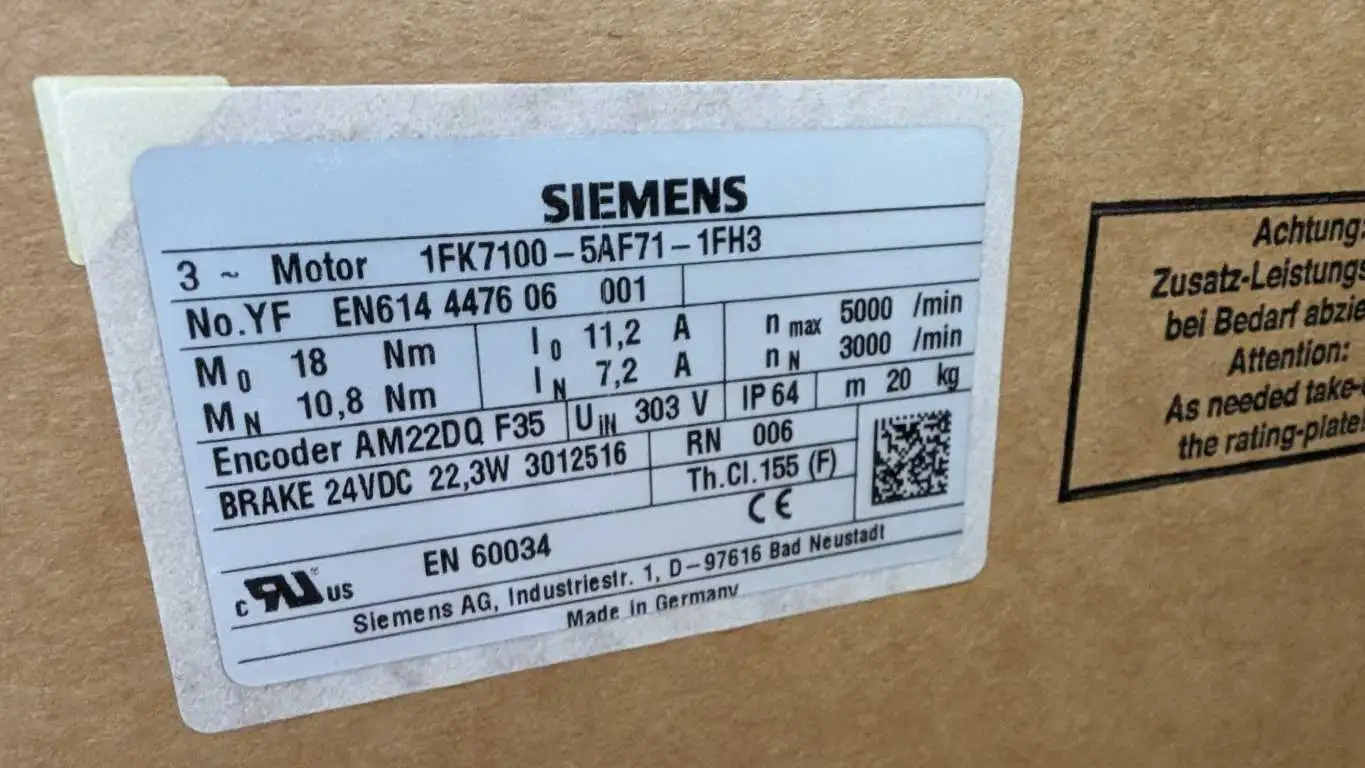 SIEMENS
3 ~ Motor 1FK7100-5AF71-1FH3
No.YF EN614 4476 06 001
M0 18 Nm
I0 11,2 A
n max 5000 /min
MN 10,8 Nm
IN 7,2 A
nN 3000 /min
Encoder AM22DQ F35
UIN 303 V
IP 64
m 20 kg
BRAKE 24VDC 22,3W 3012516
RN 006
Th.Cl.155 (F)
CE
c RU US
EN 60034
Siemens AG, Industriestr. 1, D-97616 Bad Neustadt
Made in Germany
Achtung:
Zusatz-Leistungs
bei Bedarf abzie
Attention:
As needed take-
the rating-plate